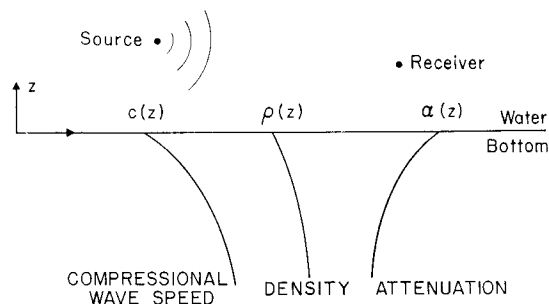 Source
Receiver
z
c(z)
ρ(z)
α(z)
Water
Bottom
COMPRESSIONAL
WAVE SPEED
DENSITY
ATTENUATION